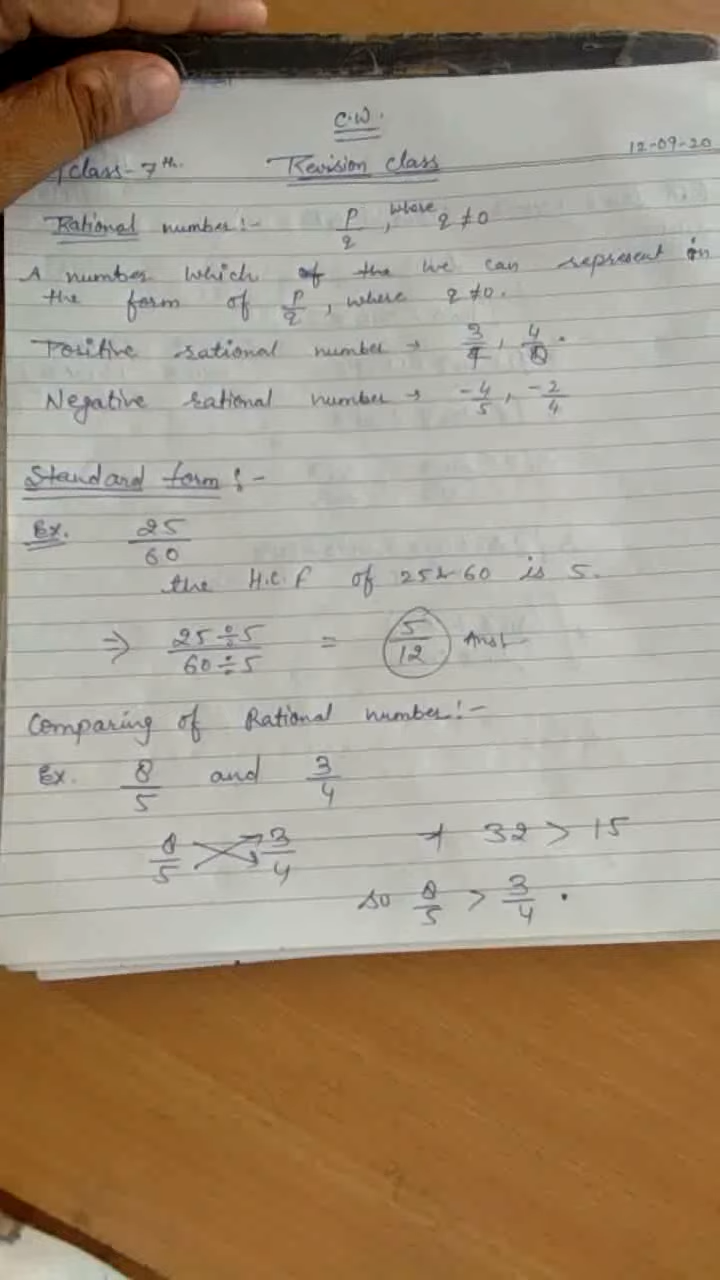 C.W.
12-09-20
Class - 7th. Revision class
Rational number :- p/q , where q ≠ 0
A number which of the we can represent in
the form of p/q , where q ≠ 0.
Positive rational number → 3/9 , 4/8 .
Negative rational number → -4/5 , -2/4
Standard form :-
Ex. 25/60
the H.C.F of 25 & 60 is 5.
⇒ 25 ÷ 5 / 60 ÷ 5 = 5/12 Ans
Comparing of Rational number :-
Ex. 8/5 and 3/4
8/5 3/4 → 32 > 15
so 8/5 > 3/4 .